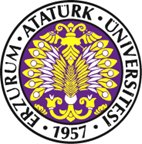 ERZURUM · ATATÜRK · ÜNİVERSİTESİ
· 1957 ·